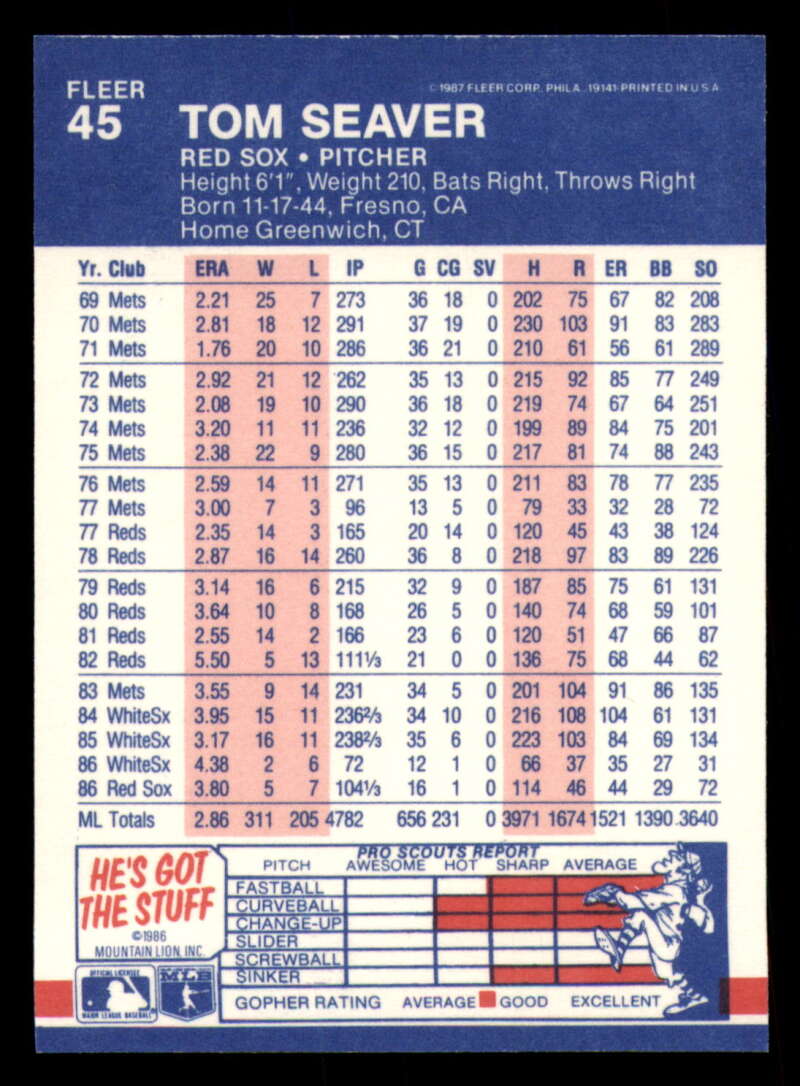 FLEER © 1987 FLEER CORP. PHILA. 19141-PRINTED IN U S A
45 TOM SEAVER
RED SOX • PITCHER
Height 6'1", Weight 210, Bats Right, Throws Right
Born 11-17-44, Fresno, CA
Home Greenwich, CT
Yr. Club ERA W L IP G CG SV H R ER BB SO
69 Mets 2.21 25 7 273 36 18 0 202 75 67 82 208
70 Mets 2.81 18 12 291 37 19 0 230 103 91 83 283
71 Mets 1.76 20 10 286 36 21 0 210 61 56 61 289
72 Mets 2.92 21 12 262 35 13 0 215 92 85 77 249
73 Mets 2.08 19 10 290 36 18 0 219 74 67 64 251
74 Mets 3.20 11 11 236 32 12 0 199 89 84 75 201
75 Mets 2.38 22 9 280 36 15 0 217 81 74 88 243
76 Mets 2.59 14 11 271 35 13 0 211 83 78 77 235
77 Mets 3.00 7 3 96 13 5 0 79 33 32 28 72
77 Reds 2.35 14 3 165 20 14 0 120 45 43 38 124
78 Reds 2.87 16 14 260 36 8 0 218 97 83 89 226
79 Reds 3.14 16 6 215 32 9 0 187 85 75 61 131
80 Reds 3.64 10 8 168 26 5 0 140 74 68 59 101
81 Reds 2.55 14 2 166 23 6 0 120 51 47 66 87
82 Reds 5.50 5 13 111⅓ 21 0 0 136 75 68 44 62
83 Mets 3.55 9 14 231 34 5 0 201 104 91 86 135
84 WhiteSx 3.95 15 11 236⅔ 34 10 0 216 108 104 61 131
85 WhiteSx 3.17 16 11 238⅔ 35 6 0 223 103 84 69 134
86 WhiteSx 4.38 2 6 72 12 1 0 66 37 35 27 31
86 Red Sox 3.80 5 7 104⅓ 16 1 0 114 46 44 29 72
ML Totals 2.86 311 205 4782 656 231 0 3971 1674 1521 1390 3640
HE'S GOT
THE STUFF
©1986
MOUNTAIN LION, INC.
OFFICIAL LICENSEE
MAJOR LEAGUE BASEBALL
MLB
PRO SCOUTS REPORT
PITCH AWESOME HOT SHARP AVERAGE
FASTBALL
CURVEBALL
CHANGE-UP
SLIDER
SCREWBALL
SINKER
GOPHER RATING AVERAGE GOOD EXCELLENT